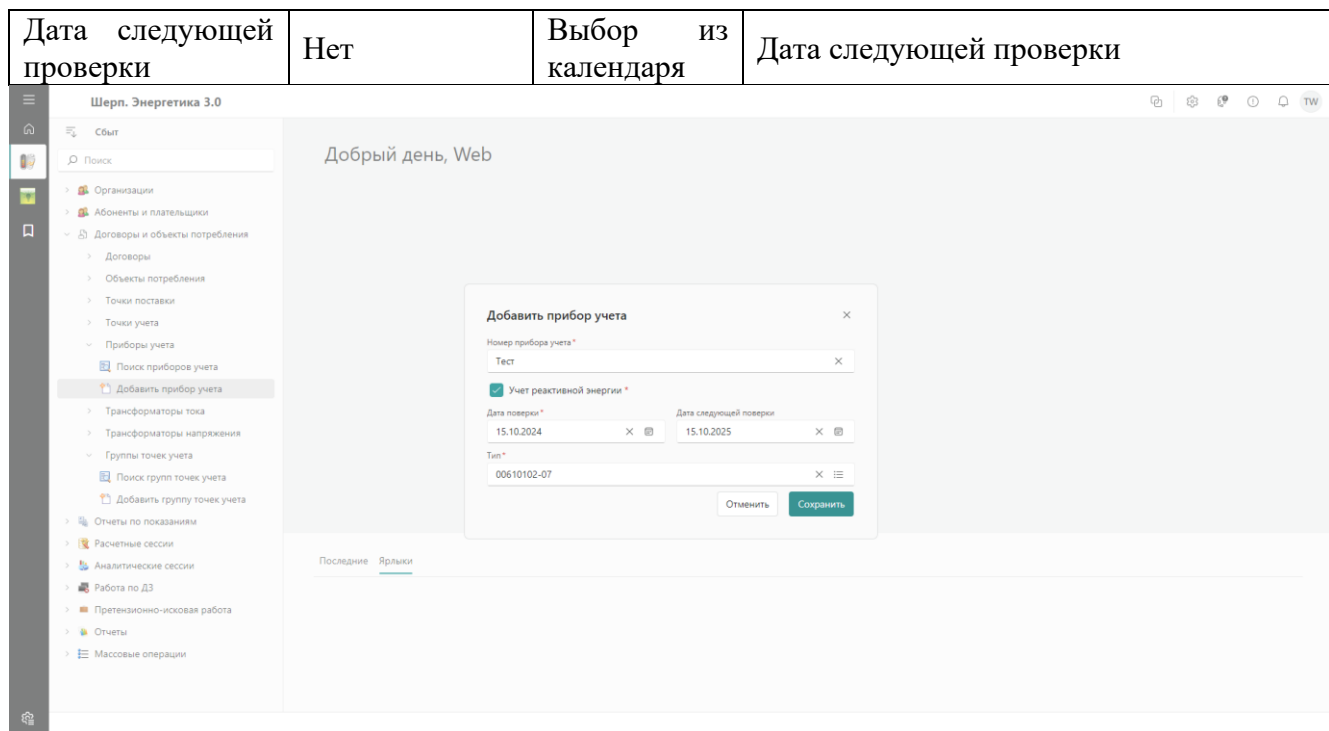 Дата следующей
проверки
Нет
Выбор из
календаря
Дата следующей проверки
Шерп. Энергетика 3.0
TW
Сбыт
Поиск
Добрый день, Web
Организации
Абоненты и плательщики
Договоры и объекты потребления
Договоры
Объекты потребления
Точки поставки
Точки учета
Приборы учета
Поиск приборов учета
Добавить прибор учета
Трансформаторы тока
Трансформаторы напряжения
Группы точек учета
Поиск групп точек учета
Добавить группу точек учета
Отчеты по показаниям
Расчетные сессии
Аналитические сессии
Работа по ДЗ
Претензионно-исковая работа
Отчеты
Массовые операции
Добавить прибор учета
Номер прибора учета*
Тест
Учет реактивной энергии *
Дата поверки* Дата следующей поверки
15.10.2024 15.10.2025
Тип*
00610102-07
Отменить Сохранить
Последние Ярлыки